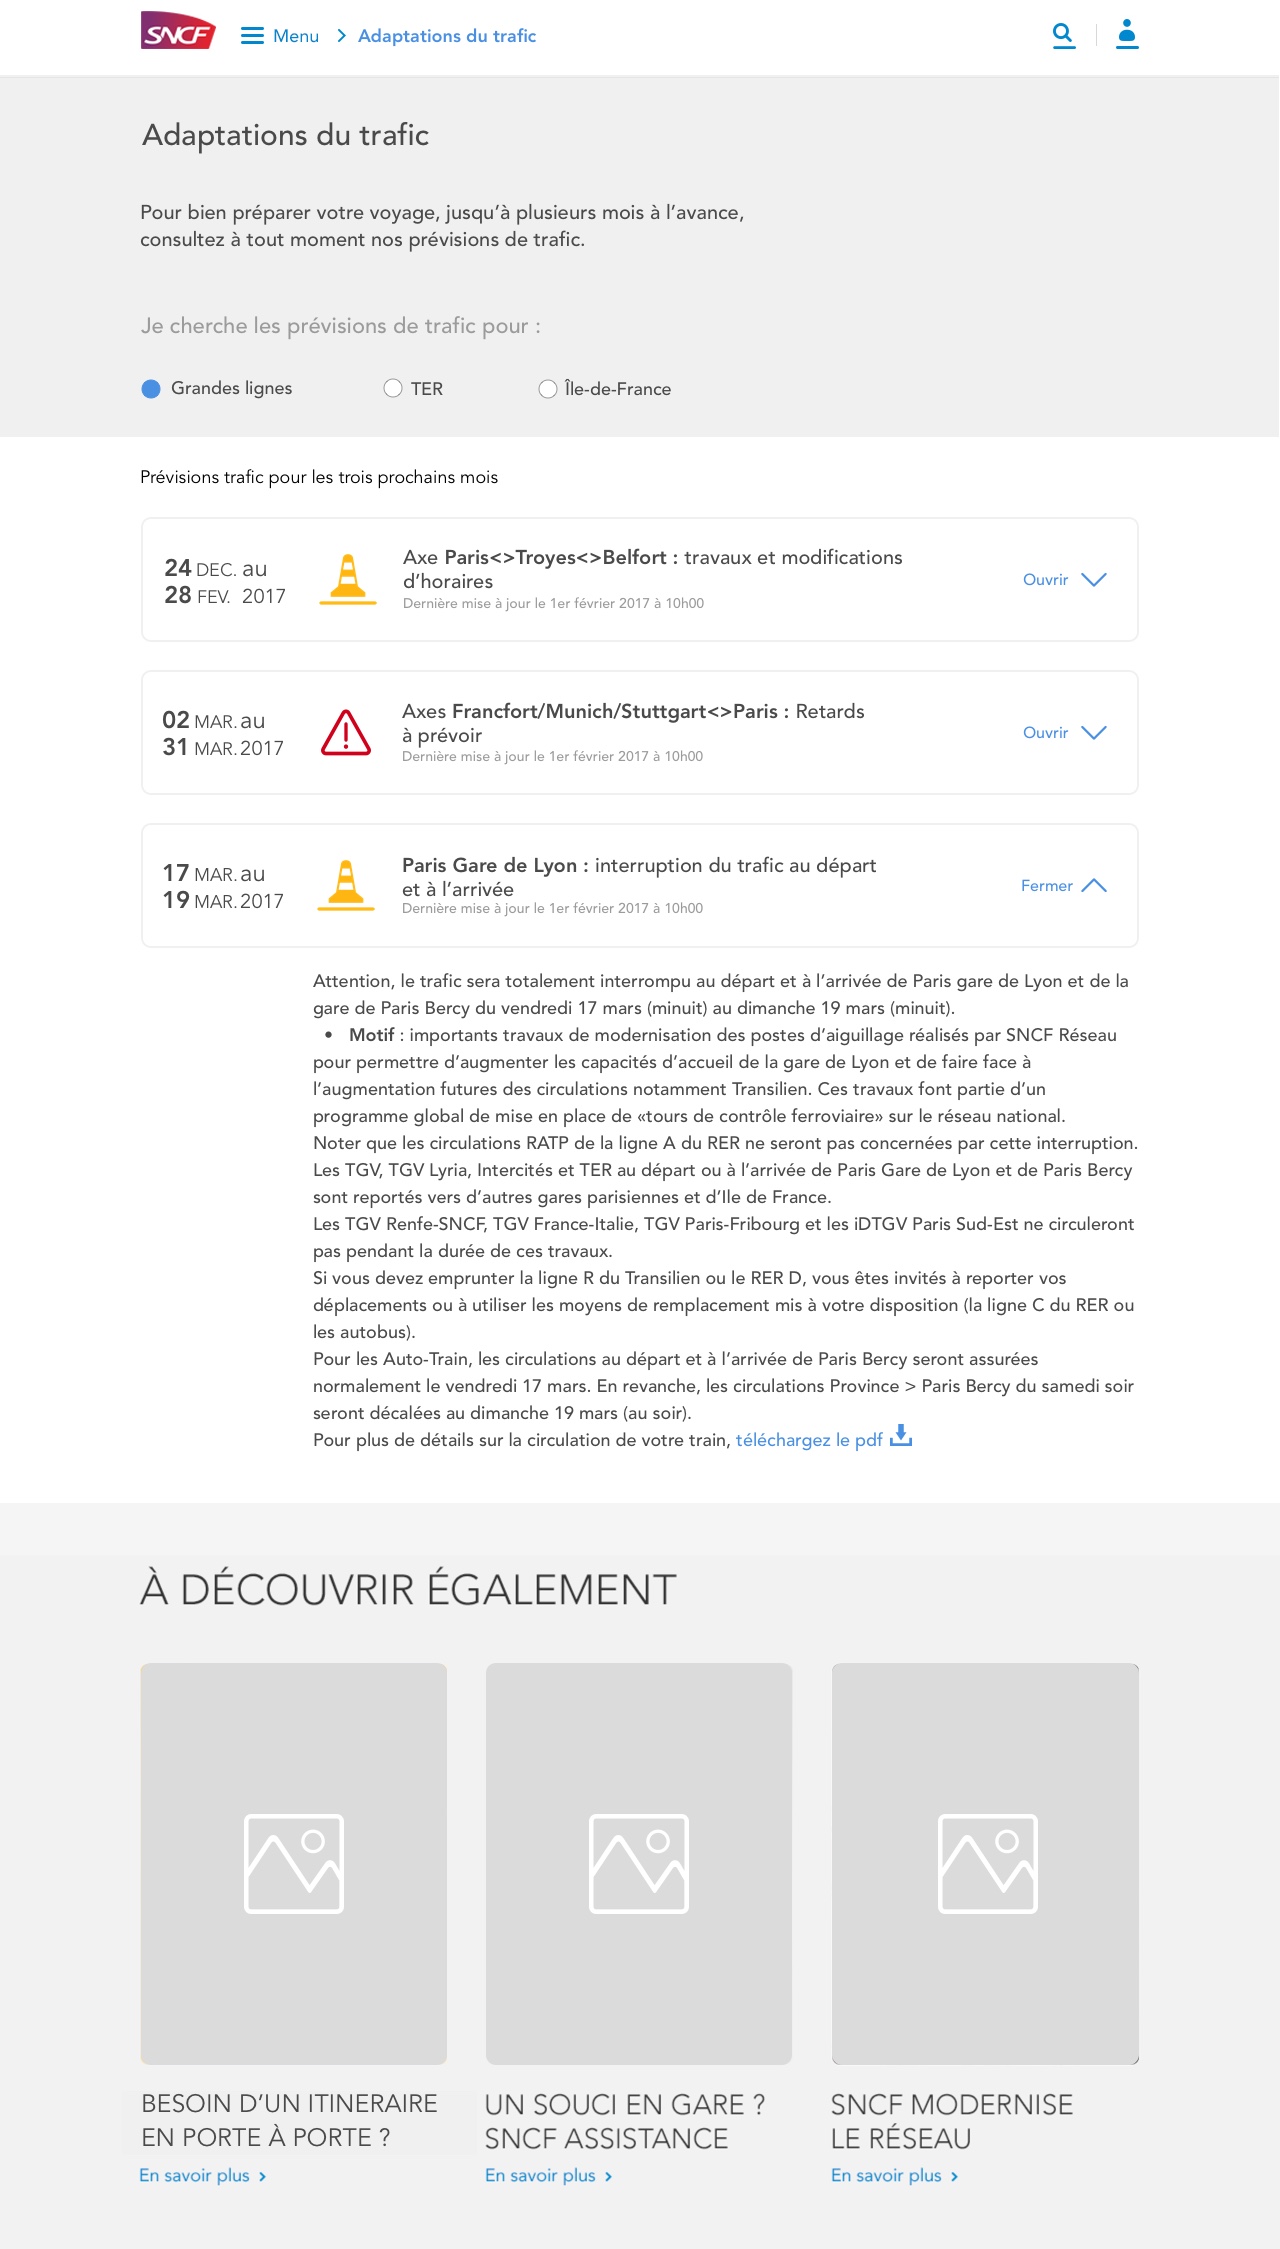 SNCF
Menu
Adaptations du trafic
Adaptations du trafic
Pour bien préparer votre voyage, jusqu’à plusieurs mois à l’avance,
consultez à tout moment nos prévisions de trafic.
Je cherche les prévisions de trafic pour :
Grandes lignes
TER
Île-de-France
Prévisions trafic pour les trois prochains mois
24 DEC. au
28 FEV. 2017
Axe Paris<>Troyes<>Belfort : travaux et modifications
d’horaires
Dernière mise à jour le 1er février 2017 à 10h00
Ouvrir
02 MAR. au
31 MAR. 2017
Axes Francfort/Munich/Stuttgart<>Paris : Retards
à prévoir
Dernière mise à jour le 1er février 2017 à 10h00
Ouvrir
17 MAR. au
19 MAR. 2017
Paris Gare de Lyon : interruption du trafic au départ
et à l’arrivée
Dernière mise à jour le 1er février 2017 à 10h00
Fermer
Attention, le trafic sera totalement interrompu au départ et à l’arrivée de Paris gare de Lyon et de la
gare de Paris Bercy du vendredi 17 mars (minuit) au dimanche 19 mars (minuit).
• Motif : importants travaux de modernisation des postes d’aiguillage réalisés par SNCF Réseau
pour permettre d’augmenter les capacités d’accueil de la gare de Lyon et de faire face à
l’augmentation futures des circulations notamment Transilien. Ces travaux font partie d’un
programme global de mise en place de «tours de contrôle ferroviaire» sur le réseau national.
Noter que les circulations RATP de la ligne A du RER ne seront pas concernées par cette interruption.
Les TGV, TGV Lyria, Intercités et TER au départ ou à l’arrivée de Paris Gare de Lyon et de Paris Bercy
sont reportés vers d’autres gares parisiennes et d’Ile de France.
Les TGV Renfe-SNCF, TGV France-Italie, TGV Paris-Fribourg et les iDTGV Paris Sud-Est ne circuleront
pas pendant la durée de ces travaux.
Si vous devez emprunter la ligne R du Transilien ou le RER D, vous êtes invités à reporter vos
déplacements ou à utiliser les moyens de remplacement mis à votre disposition (la ligne C du RER ou
les autobus).
Pour les Auto-Train, les circulations au départ et à l’arrivée de Paris Bercy seront assurées
normalement le vendredi 17 mars. En revanche, les circulations Province > Paris Bercy du samedi soir
seront décalées au dimanche 19 mars (au soir).
Pour plus de détails sur la circulation de votre train, téléchargez le pdf
À DÉCOUVRIR ÉGALEMENT
BESOIN D’UN ITINERAIRE
EN PORTE À PORTE ?
En savoir plus
UN SOUCI EN GARE ?
SNCF ASSISTANCE
En savoir plus
SNCF MODERNISE
LE RÉSEAU
En savoir plus